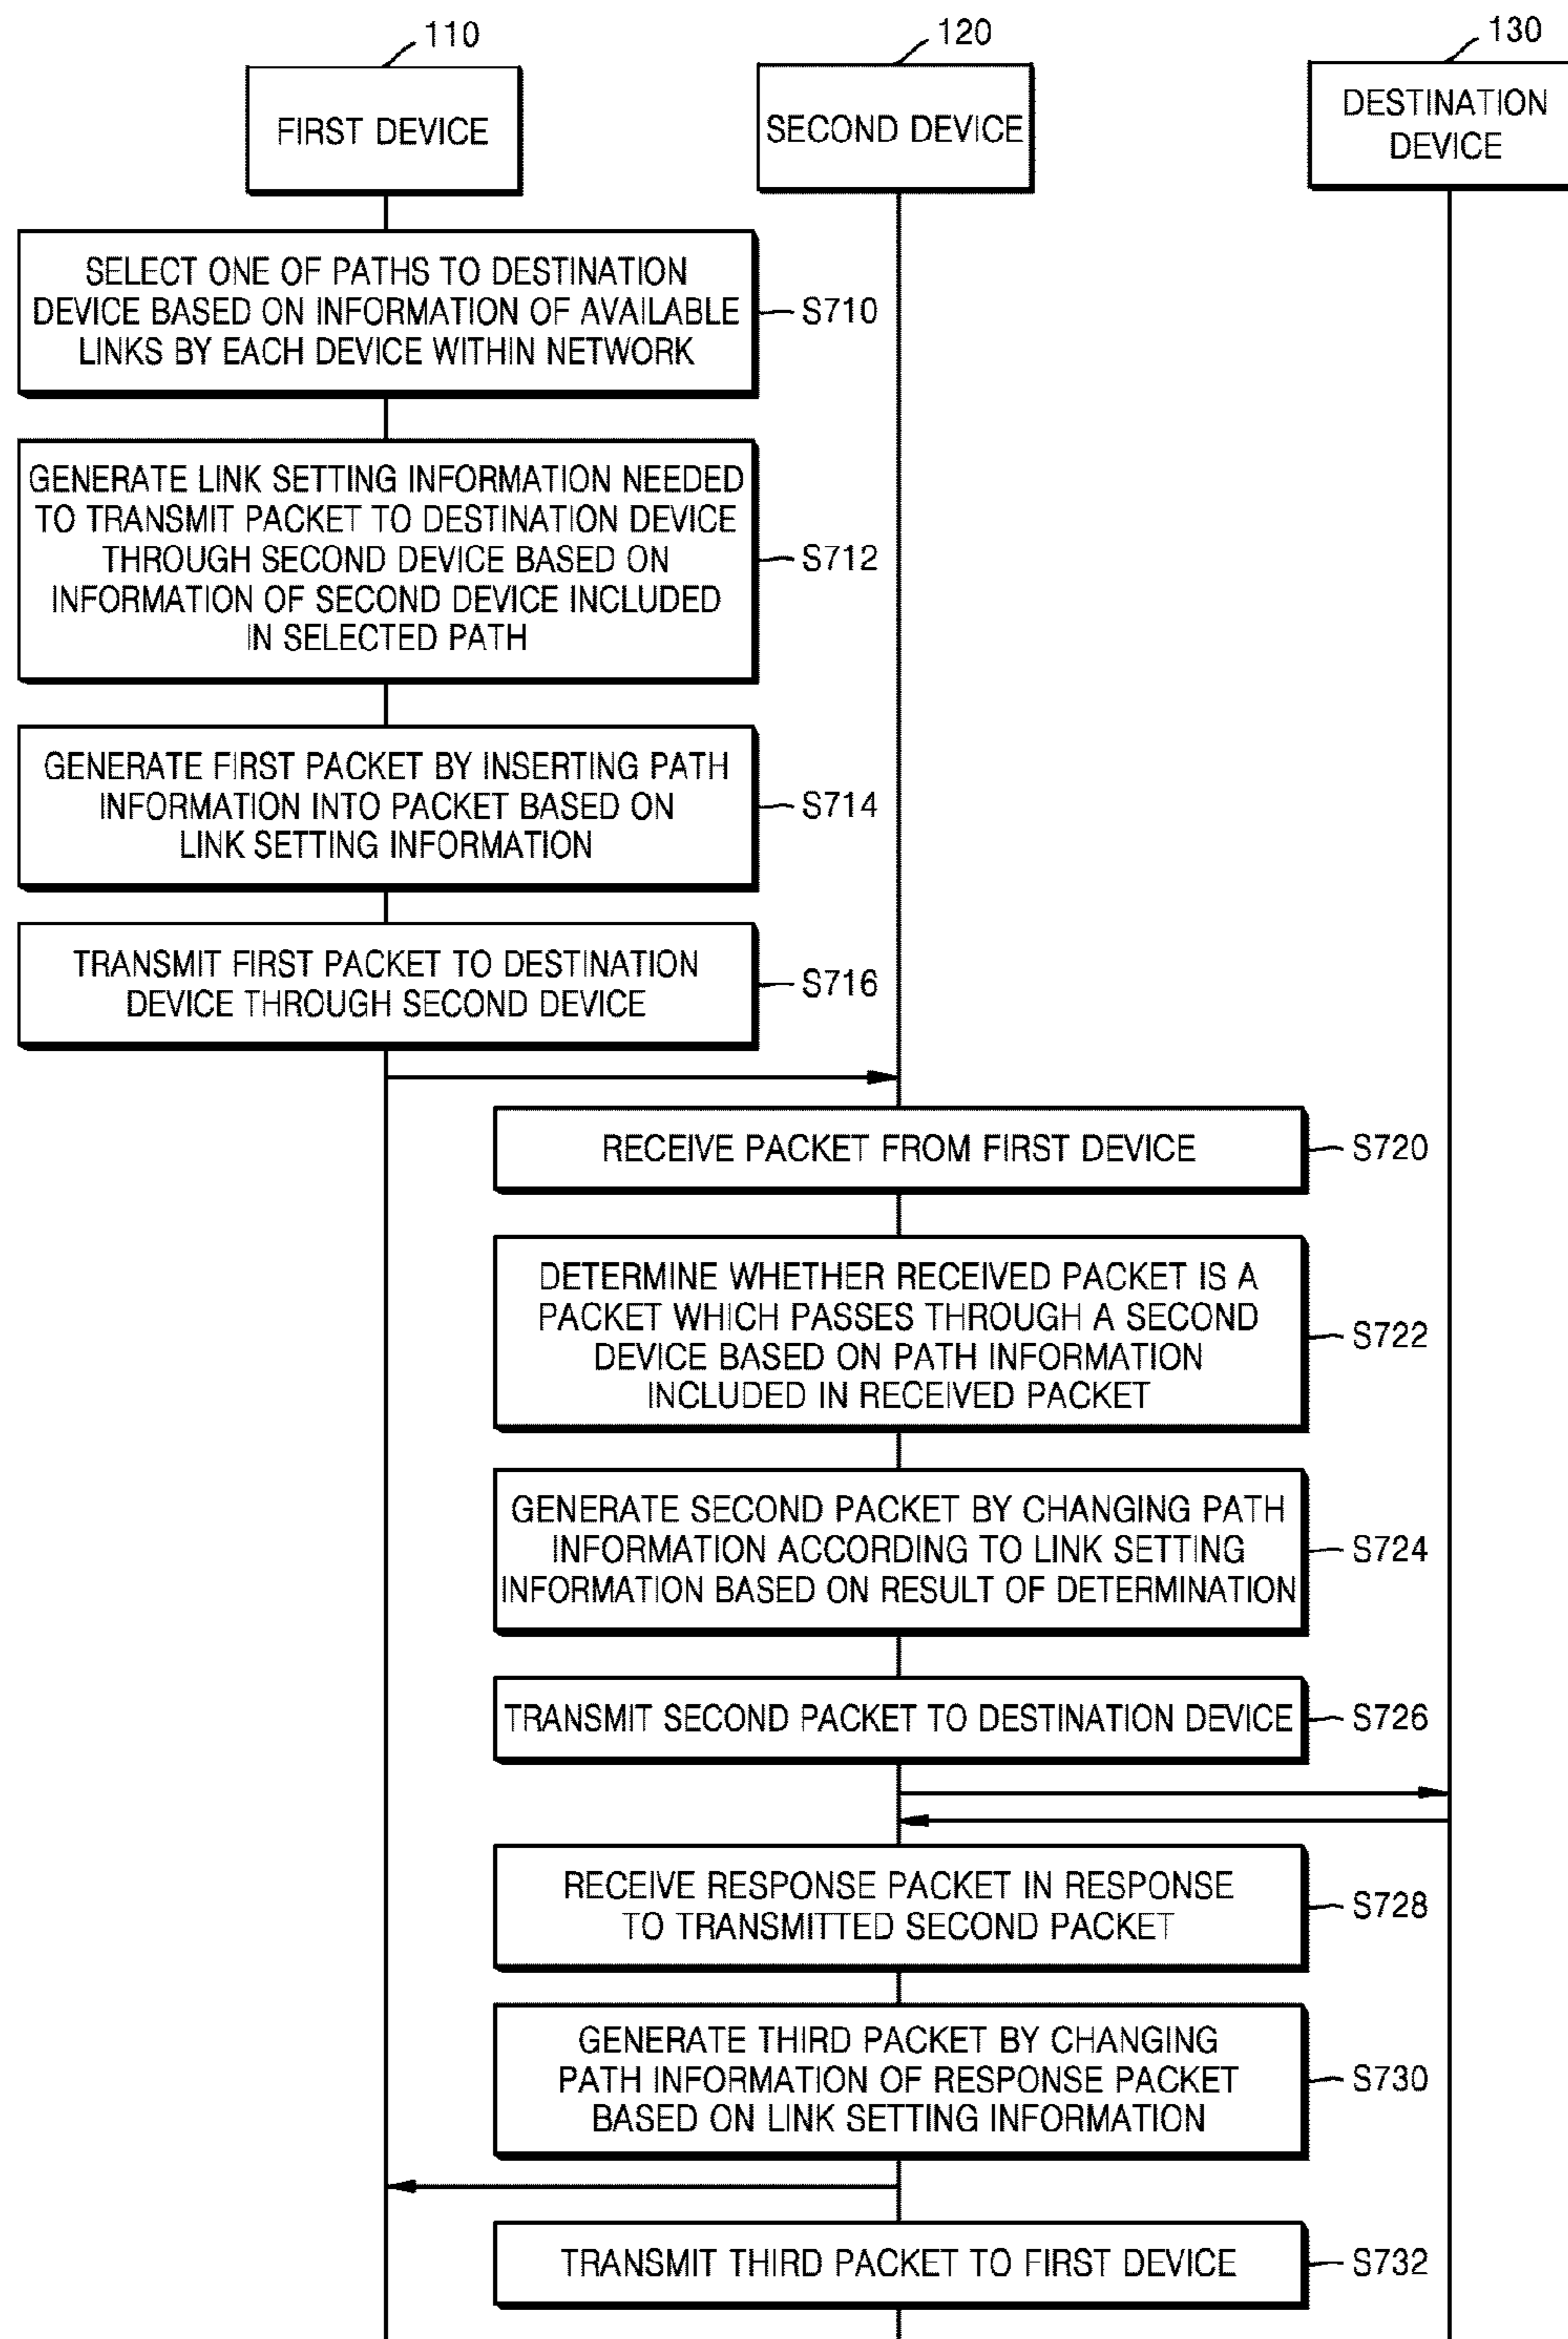 110
120
130
FIRST DEVICE
SECOND DEVICE
DESTINATION
DEVICE
SELECT ONE OF PATHS TO DESTINATION
DEVICE BASED ON INFORMATION OF AVAILABLE
LINKS BY EACH DEVICE WITHIN NETWORK
S710
GENERATE LINK SETTING INFORMATION NEEDED
TO TRANSMIT PACKET TO DESTINATION DEVICE
THROUGH SECOND DEVICE BASED ON
INFORMATION OF SECOND DEVICE INCLUDED
IN SELECTED PATH
S712
GENERATE FIRST PACKET BY INSERTING PATH
INFORMATION INTO PACKET BASED ON
LINK SETTING INFORMATION
S714
TRANSMIT FIRST PACKET TO DESTINATION
DEVICE THROUGH SECOND DEVICE
S716
RECEIVE PACKET FROM FIRST DEVICE
S720
DETERMINE WHETHER RECEIVED PACKET IS A
PACKET WHICH PASSES THROUGH A SECOND
DEVICE BASED ON PATH INFORMATION
INCLUDED IN RECEIVED PACKET
S722
GENERATE SECOND PACKET BY CHANGING PATH
INFORMATION ACCORDING TO LINK SETTING
INFORMATION BASED ON RESULT OF DETERMINATION
S724
TRANSMIT SECOND PACKET TO DESTINATION DEVICE
S726
RECEIVE RESPONSE PACKET IN RESPONSE
TO TRANSMITTED SECOND PACKET
S728
GENERATE THIRD PACKET BY CHANGING
PATH INFORMATION OF RESPONSE PACKET
BASED ON LINK SETTING INFORMATION
S730
TRANSMIT THIRD PACKET TO FIRST DEVICE
S732